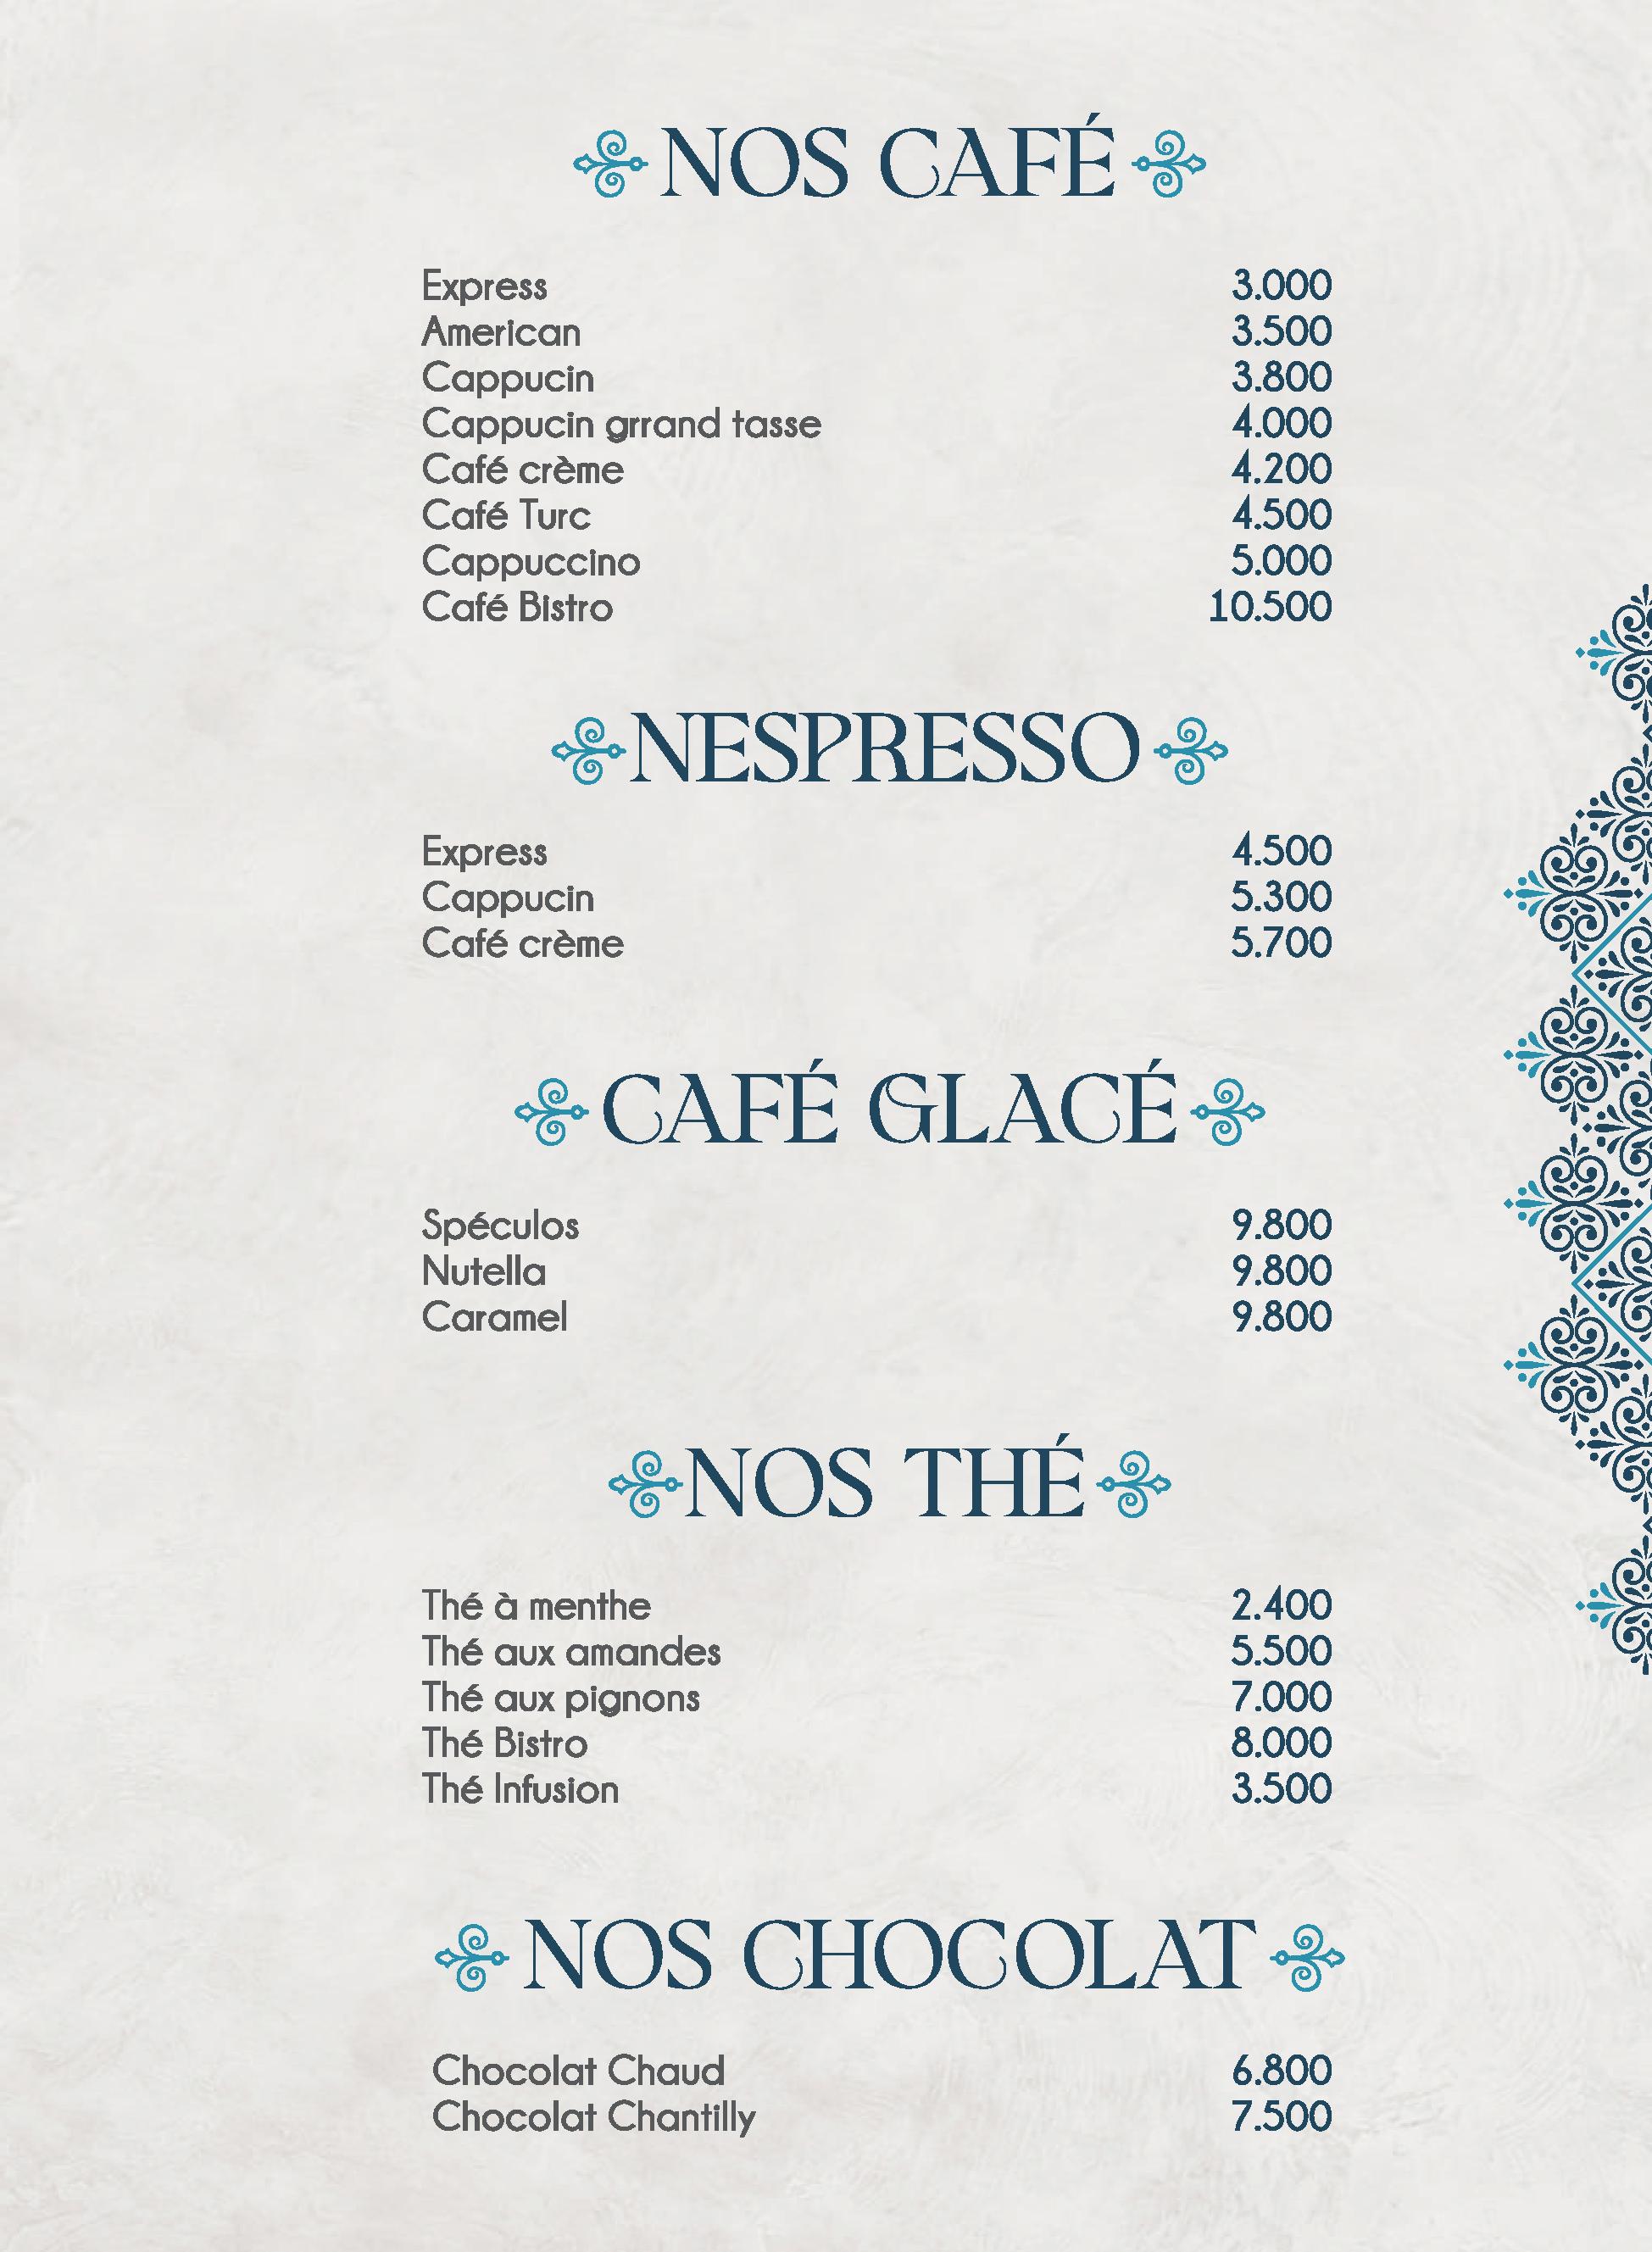 NOS CAFÉ
Express 3.000
American 3.500
Cappucin 3.800
Cappucin grrand tasse 4.000
Café crème 4.200
Café Turc 4.500
Cappuccino 5.000
Café Bistro 10.500
NESPRESSO
Express 4.500
Cappucin 5.300
Café crème 5.700
CAFÉ GLACÉ
Spéculos 9.800
Nutella 9.800
Caramel 9.800
NOS THÉ
Thé à menthe 2.400
Thé aux amandes 5.500
Thé aux pignons 7.000
Thé Bistro 8.000
Thé Infusion 3.500
NOS CHOCOLAT
Chocolat Chaud 6.800
Chocolat Chantilly 7.500